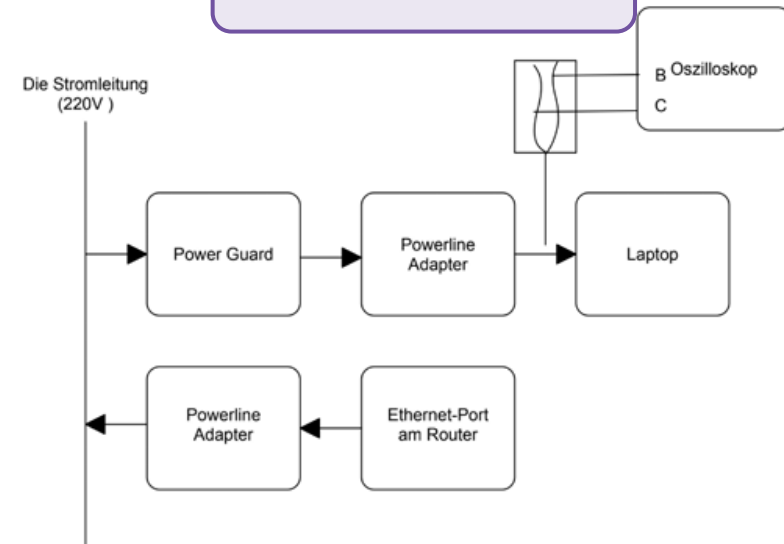 Die Stromleitung
(220V )
B Oszilloskop
C
Power Guard
Powerline
Adapter
Laptop
Powerline
Adapter
Ethernet-Port
am Router